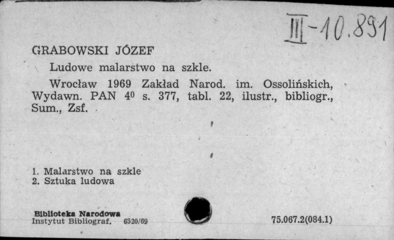 III-10.891
GRABOWSKI JÓZEF
Ludowe malarstwo na szkle.
Wrocław 1969 Zakład Narod. im. Ossolińskich,
Wydawn. PAN 4⁰ s. 377, tabl. 22, ilustr., bibliogr.,
Sum., Zsf.
1. Malarstwo na szkle
2. Sztuka ludowa
Biblioteka Narodowa
Instytut Bibliograf. 6520/69
75.067.2(084.1)